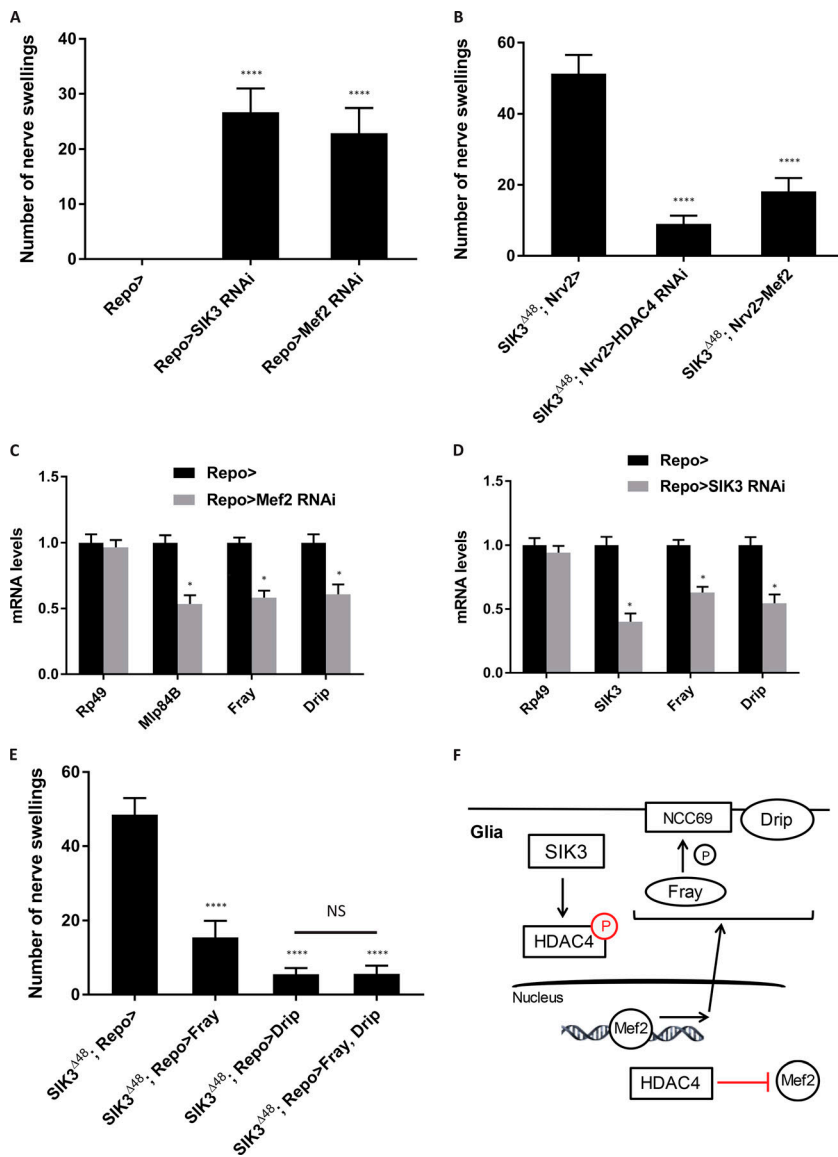 A
Number of nerve swellings
40
30
20
10
0
****
****
Repo>
Repo>SIK3 RNAi
Repo>Mef2 RNAi
B
Number of nerve swellings
60
40
20
0
****
****
SIK3Δ48; Nrv2>
SIK3Δ48; Nrv2>HDAC4 RNAi
SIK3Δ48; Nrv2>Mef2
C
Repo>
Repo>Mef2 RNAi
mRNA levels
1.5
1.0
0.5
0.0
*
*
*
Rp49
Mlp84B
Fray
Drip
D
Repo>
Repo>SIK3 RNAi
mRNA levels
1.5
1.0
0.5
0.0
*
*
*
Rp49
SIK3
Fray
Drip
E
Number of nerve swellings
60
40
20
0
****
****
****
NS
SIK3Δ48; Repo>
SIK3Δ48; Repo>Fray
SIK3Δ48; Repo>Drip
SIK3Δ48; Repo>Fray, Drip
F
Glia
NCC69
Drip
SIK3
P
Fray
HDAC4
P
Nucleus
Mef2
HDAC4
Mef2